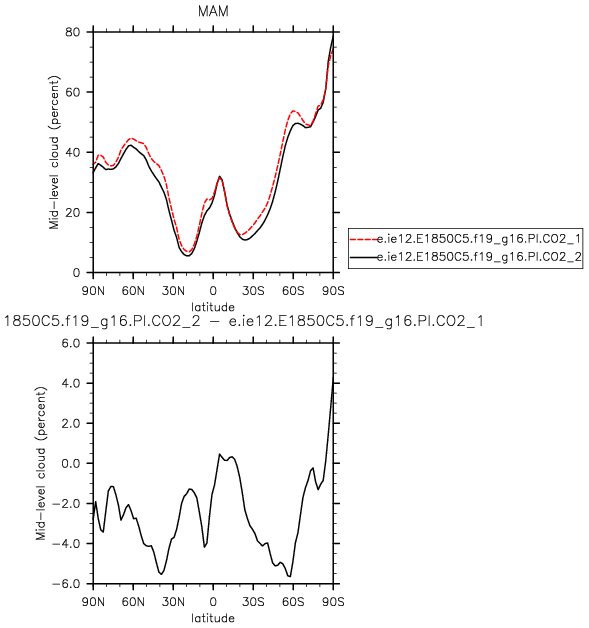 MAM
80
60
40
20
0
Mid-level cloud (percent)
90N 60N 30N 0 30S 60S 90S
latitude
e.ie12.E1850C5.f19_g16.PI.CO2_1
e.ie12.E1850C5.f19_g16.PI.CO2_2
1850C5.f19_g16.PI.CO2_2 − e.ie12.E1850C5.f19_g16.PI.CO2_1
6.0
4.0
2.0
0.0
−2.0
−4.0
−6.0
Mid-level cloud (percent)
90N 60N 30N 0 30S 60S 90S
latitude